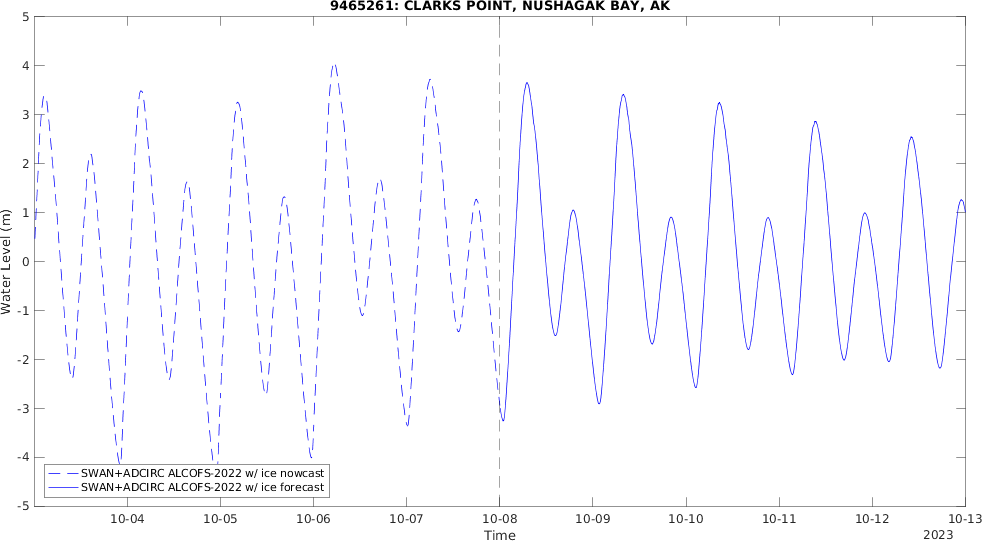 9465261: CLARKS POINT, NUSHAGAK BAY, AK
Water Level (m)
5
4
3
2
1
0
-1
-2
-3
-4
-5
SWAN+ADCIRC ALCOFS-2022 w/ ice nowcast
SWAN+ADCIRC ALCOFS-2022 w/ ice forecast
10-04 10-05 10-06 10-07 10-08 10-09 10-10 10-11 10-12 10-13
Time
2023